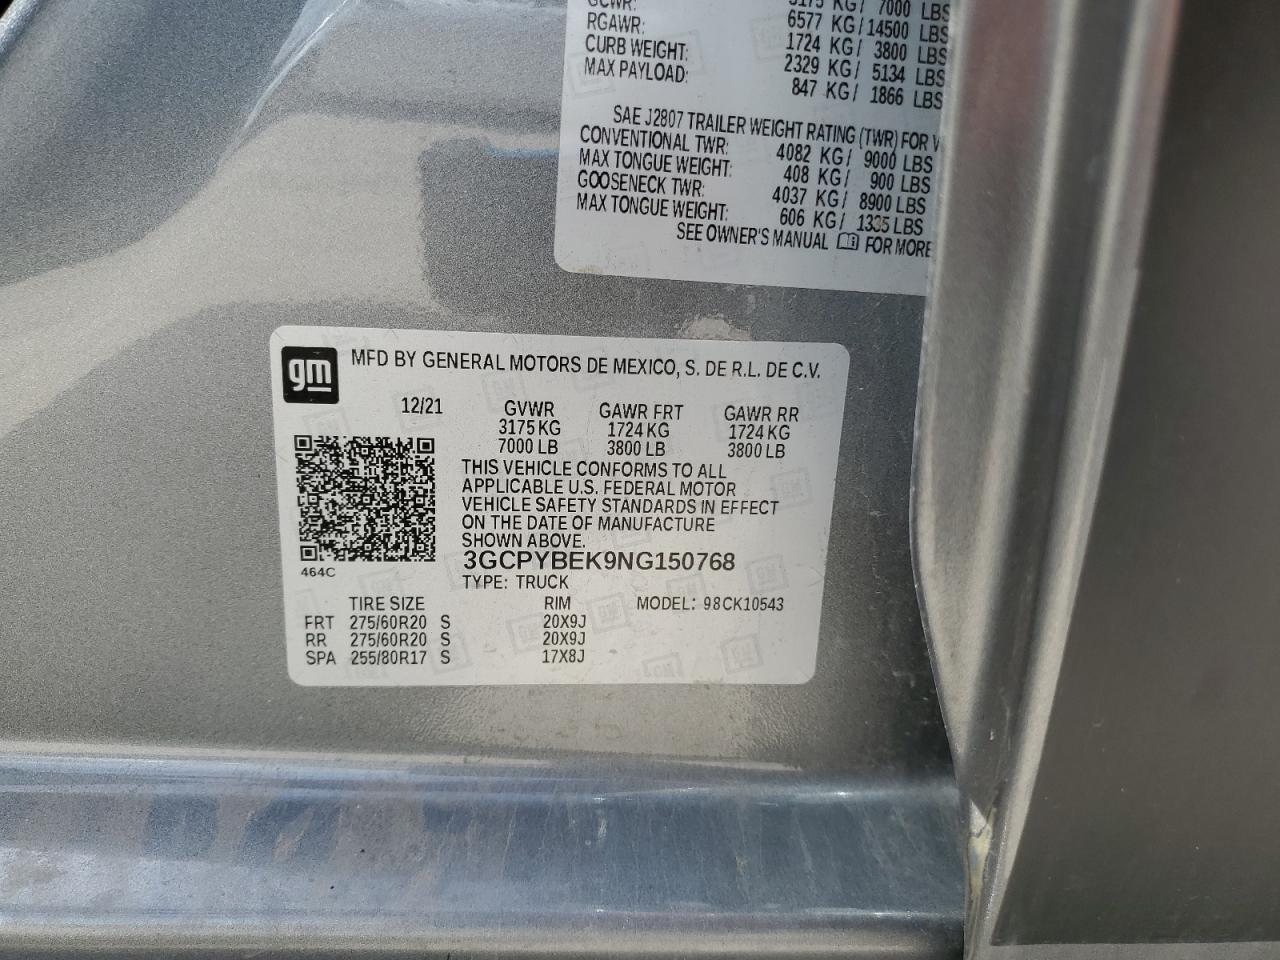 GCWR: 3175 KG/ 7000 LBS
RGAWR: 6577 KG/14500 LBS
CURB WEIGHT: 1724 KG/ 3800 LBS
MAX PAYLOAD: 2329 KG/ 5134 LBS
847 KG/ 1866 LBS
SAE J2807 TRAILER WEIGHT RATING (TWR) FOR
CONVENTIONAL TWR: 4082 KG/ 9000 LBS
MAX TONGUE WEIGHT: 408 KG/ 900 LBS
GOOSENECK TWR: 4037 KG/ 8900 LBS
MAX TONGUE WEIGHT: 606 KG/ 1335 LBS
SEE OWNER'S MANUAL FOR MORE
gm
MFD BY GENERAL MOTORS DE MEXICO, S. DE R.L. DE C.V.
12/21 GVWR GAWR FRT GAWR RR
3175 KG 1724 KG 1724 KG
7000 LB 3800 LB 3800 LB
THIS VEHICLE CONFORMS TO ALL
APPLICABLE U.S. FEDERAL MOTOR
VEHICLE SAFETY STANDARDS IN EFFECT
ON THE DATE OF MANUFACTURE
SHOWN ABOVE.
3GCPYBEK9NG150768
464C
TYPE: TRUCK
TIRE SIZE RIM MODEL: 98CK10543
FRT 275/60R20 S 20X9J
RR 275/60R20 S 20X9J
SPA 255/80R17 S 17X8J